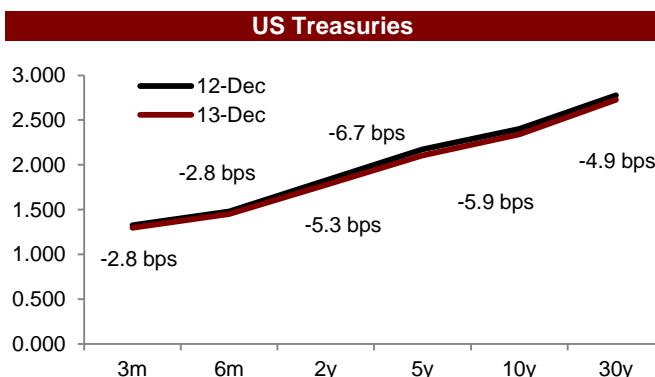 US Treasuries
3.000
2.500
2.000
1.500
1.000
0.500
0.000
12-Dec
13-Dec
-6.7 bps
-2.8 bps
-4.9 bps
-5.3 bps
-5.9 bps
-2.8 bps
3m 6m 2y 5y 10y 30y